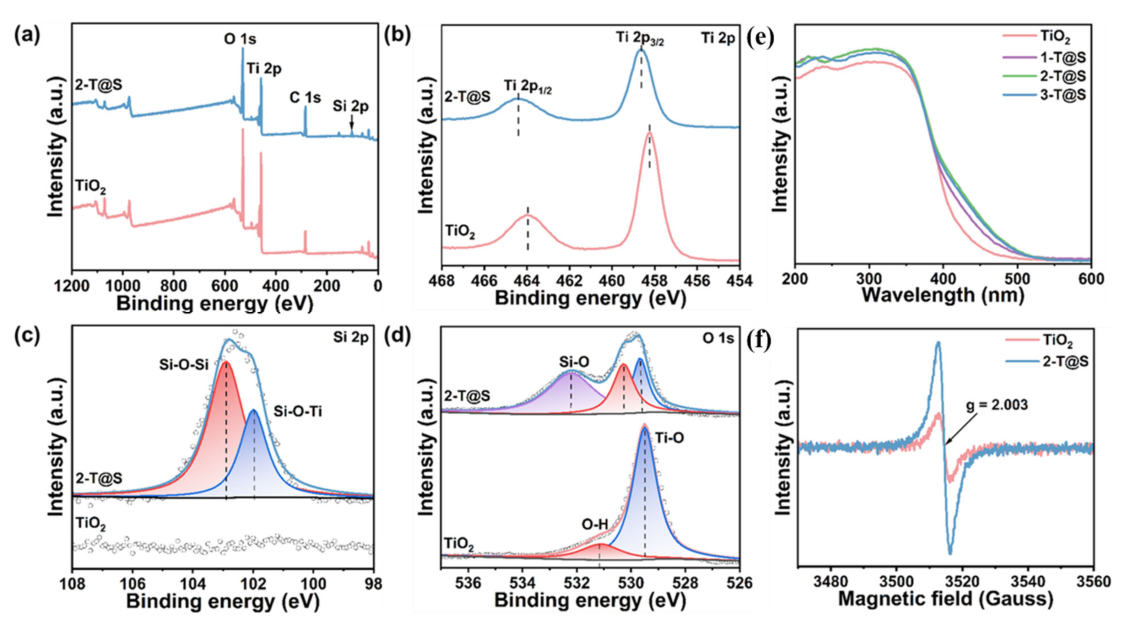 (a)
O 1s
Ti 2p
2-T@S
C 1s
Si 2p
TiO2
Intensity (a.u.)
1200 1000 800 600 400 200 0
Binding energy (eV)
(b)
Ti 2p3/2
Ti 2p
Ti 2p1/2
2-T@S
TiO2
Intensity (a.u.)
468 466 464 462 460 458 456 454
Binding energy (eV)
(e)
TiO2
1-T@S
2-T@S
3-T@S
Intensity (a.u.)
200 300 400 500 600
Wavelength (nm)
(c)
Si 2p
Si-O-Si
Si-O-Ti
2-T@S
TiO2
Intensity (a.u.)
108 106 104 102 100 98
Binding energy (eV)
(d)
O 1s
Si-O
2-T@S
Ti-O
O-H
TiO2
Intensity (a.u.)
536 534 532 530 528 526
Binding energy (eV)
(f)
TiO2
2-T@S
g = 2.003
Intensity (a.u.)
3480 3500 3520 3540 3560
Magnetic field (Gauss)